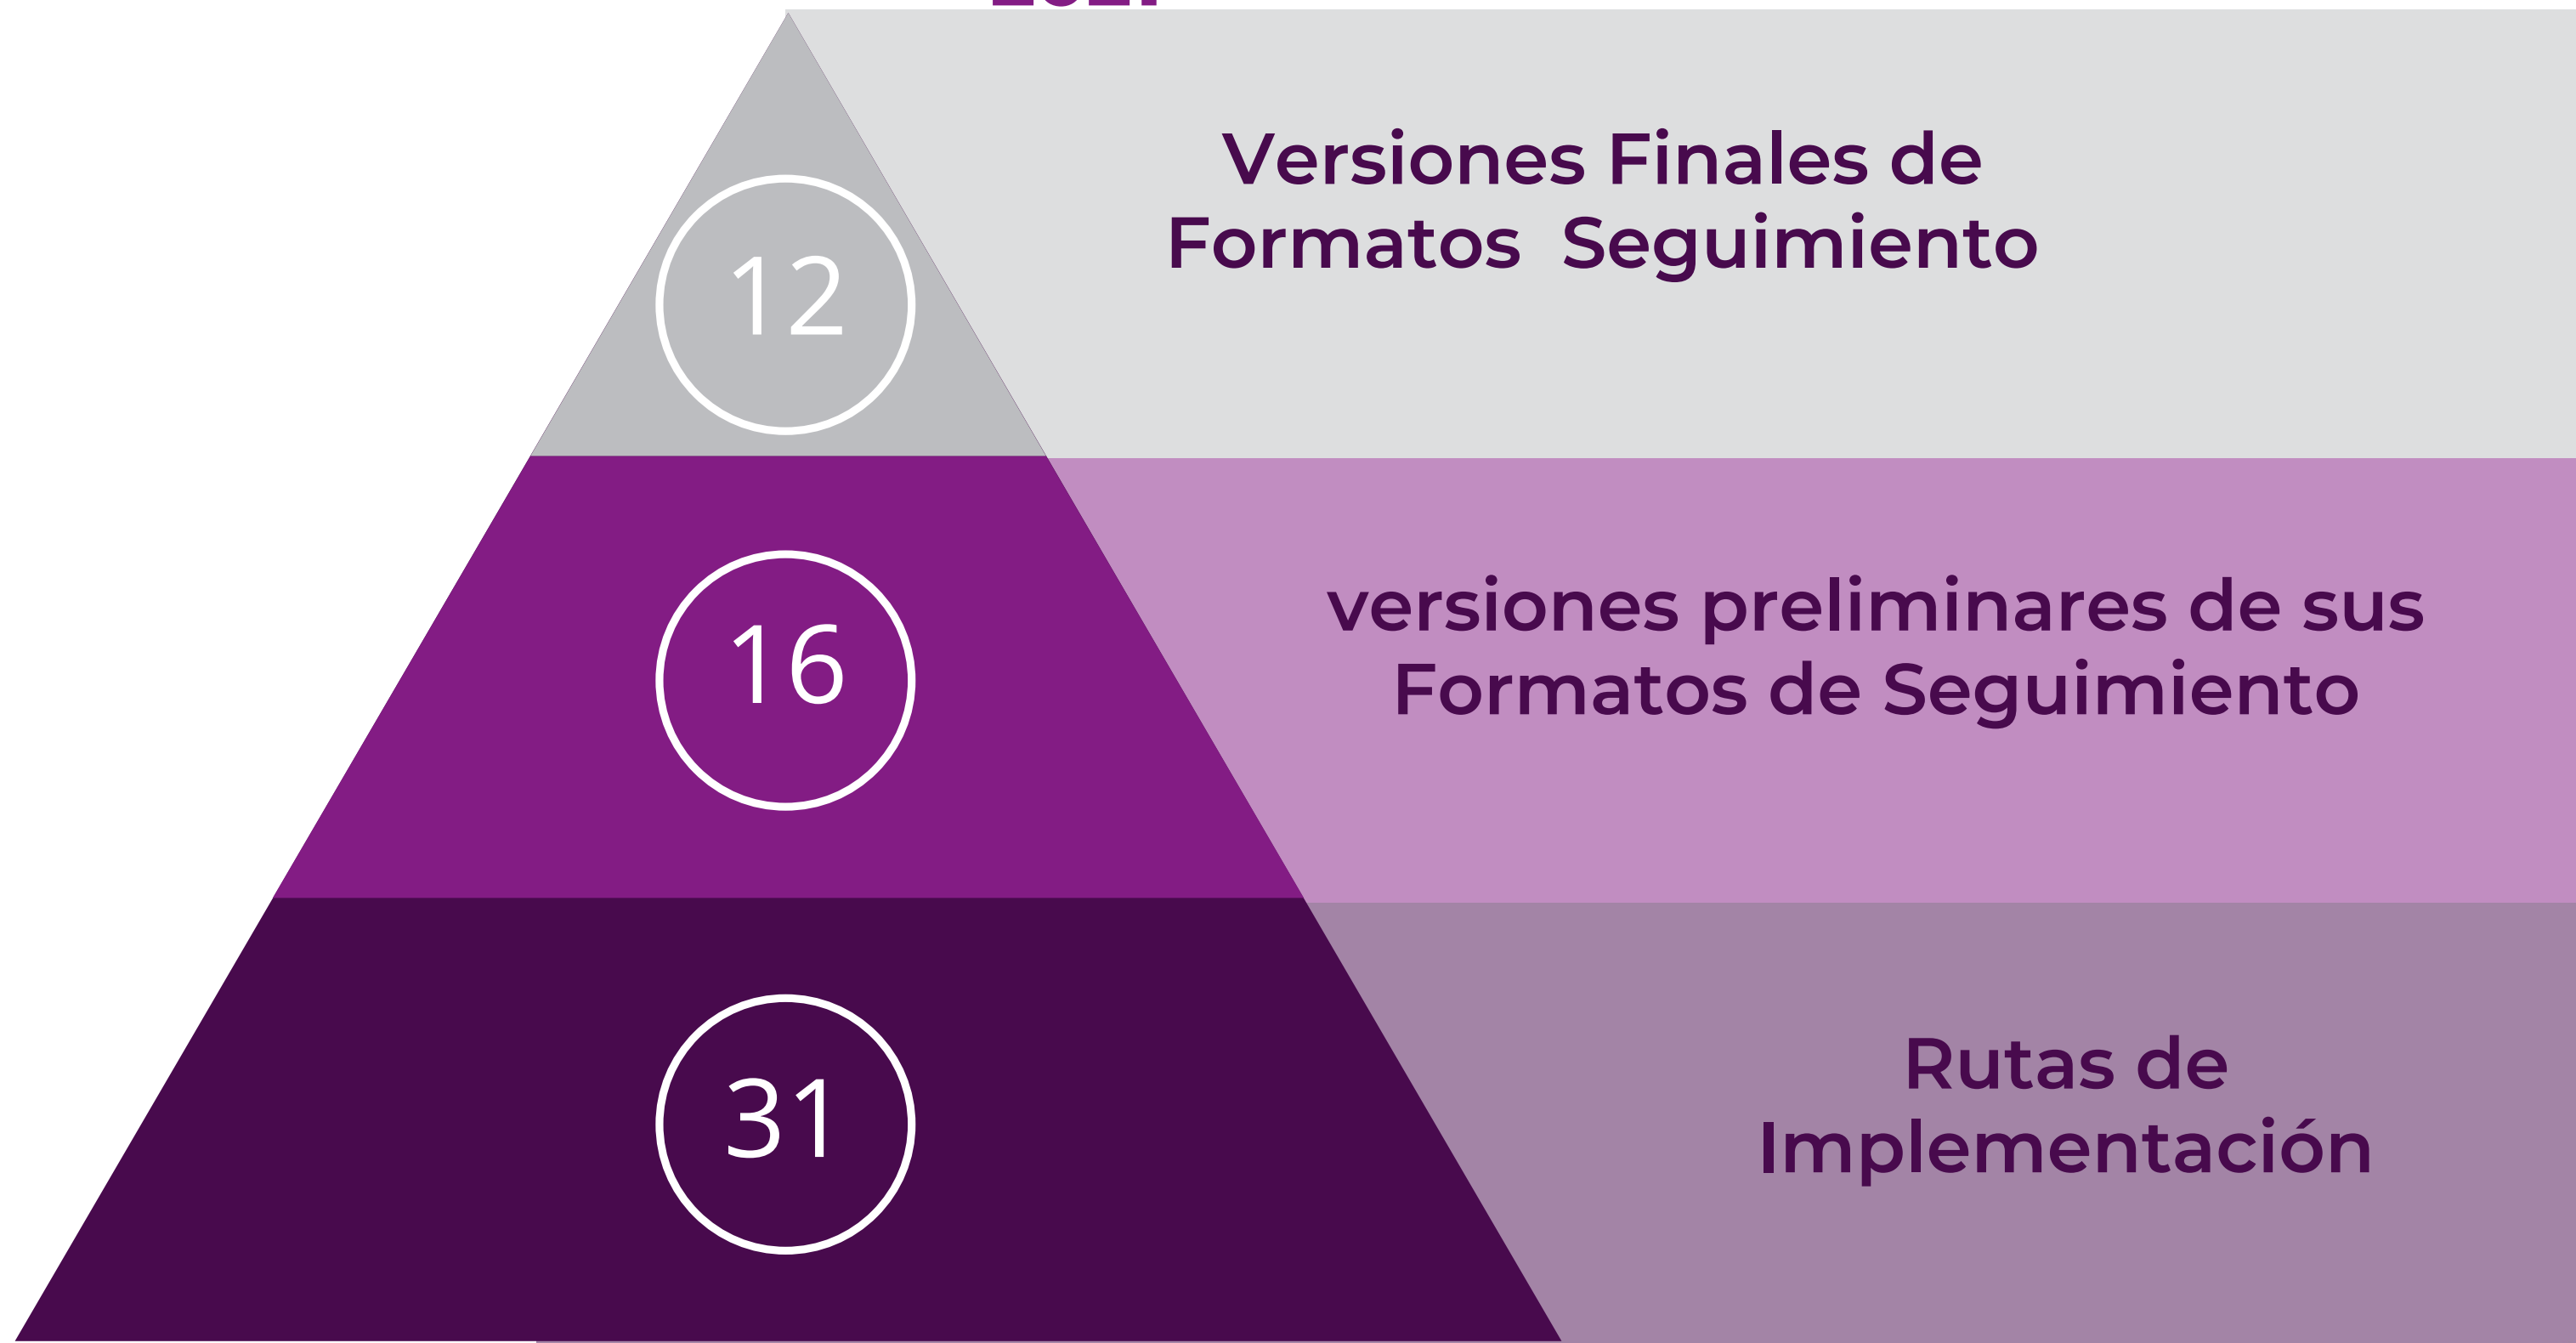 12
Versiones Finales de
Formatos Seguimiento
16
versiones preliminares de sus
Formatos de Seguimiento
31
Rutas de
Implementación